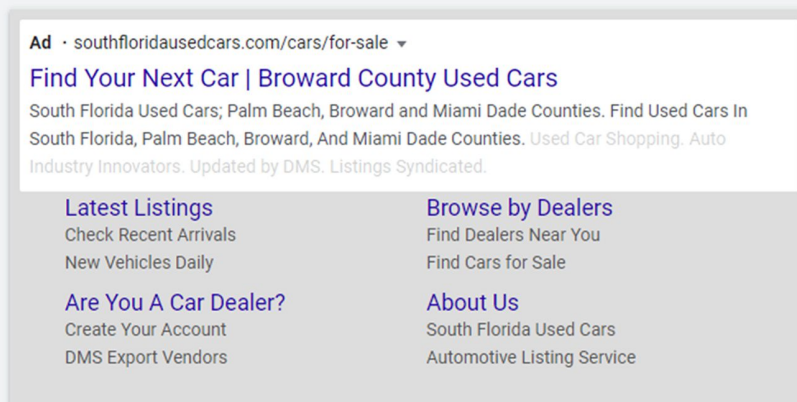 Ad · southfloridausedcars.com/cars/for-sale
Find Your Next Car | Broward County Used Cars
South Florida Used Cars; Palm Beach, Broward and Miami Dade Counties. Find Used Cars In
South Florida, Palm Beach, Broward, And Miami Dade Counties. Used Car Shopping. Auto
Industry Innovators. Updated by DMS. Listings Syndicated.
Latest Listings
Check Recent Arrivals
New Vehicles Daily
Browse by Dealers
Find Dealers Near You
Find Cars for Sale
Are You A Car Dealer?
Create Your Account
DMS Export Vendors
About Us
South Florida Used Cars
Automotive Listing Service